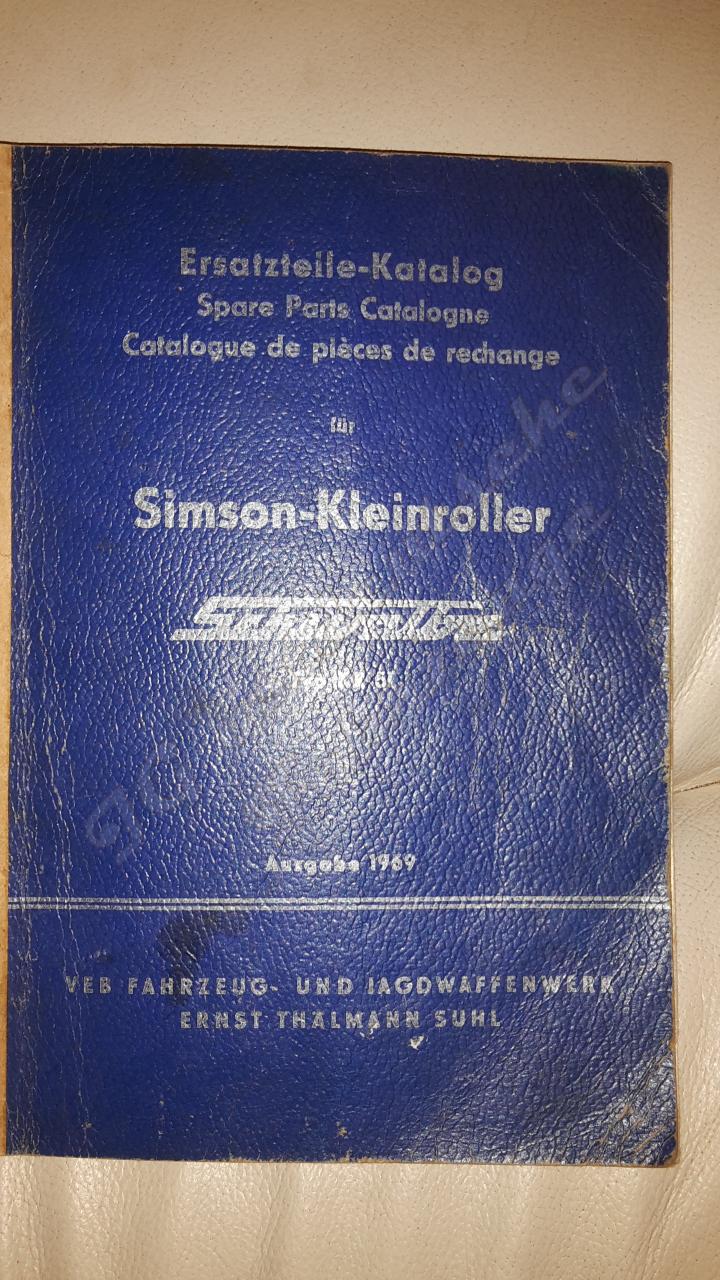 Ersatzteile-Katalog
Spare Parts Catalogne
Catalogue de pièces de rechange
für
Simson-Kleinroller
Schwalbe
Ausgabe 1969
VEB FAHRZEUG- UND JAGDWAFFENWERK
ERNST THÄLMANN SUHL